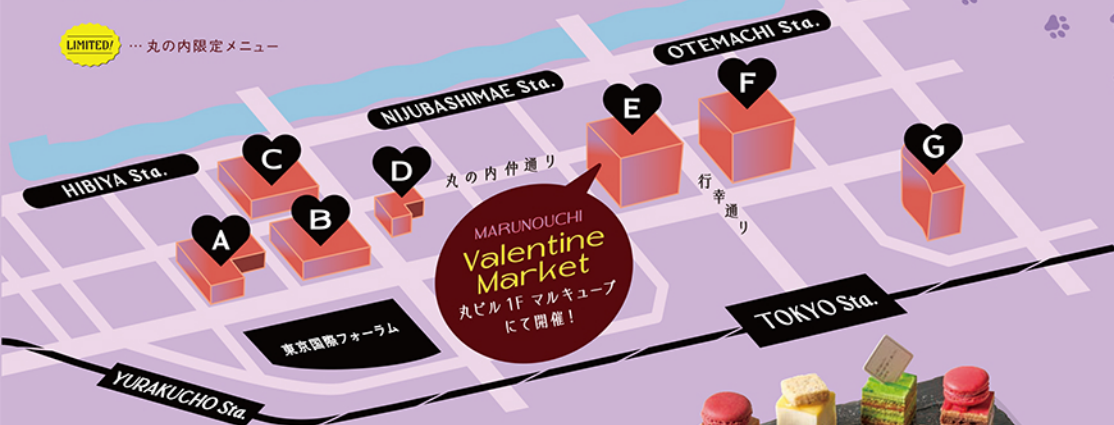 LIMITED! … 丸の内限定メニュー
OTEMACHI Sta.
NIJUBASHIMAE Sta.
HIBIYA Sta.
F
E
G
C
D
B
A
丸の内仲通り
行幸通り
MARUNOUCHI
Valentine
Market
丸ビル1F マルキューブ
にて開催！
TOKYO Sta.
東京国際フォーラム
YURAKUCHO Sta.